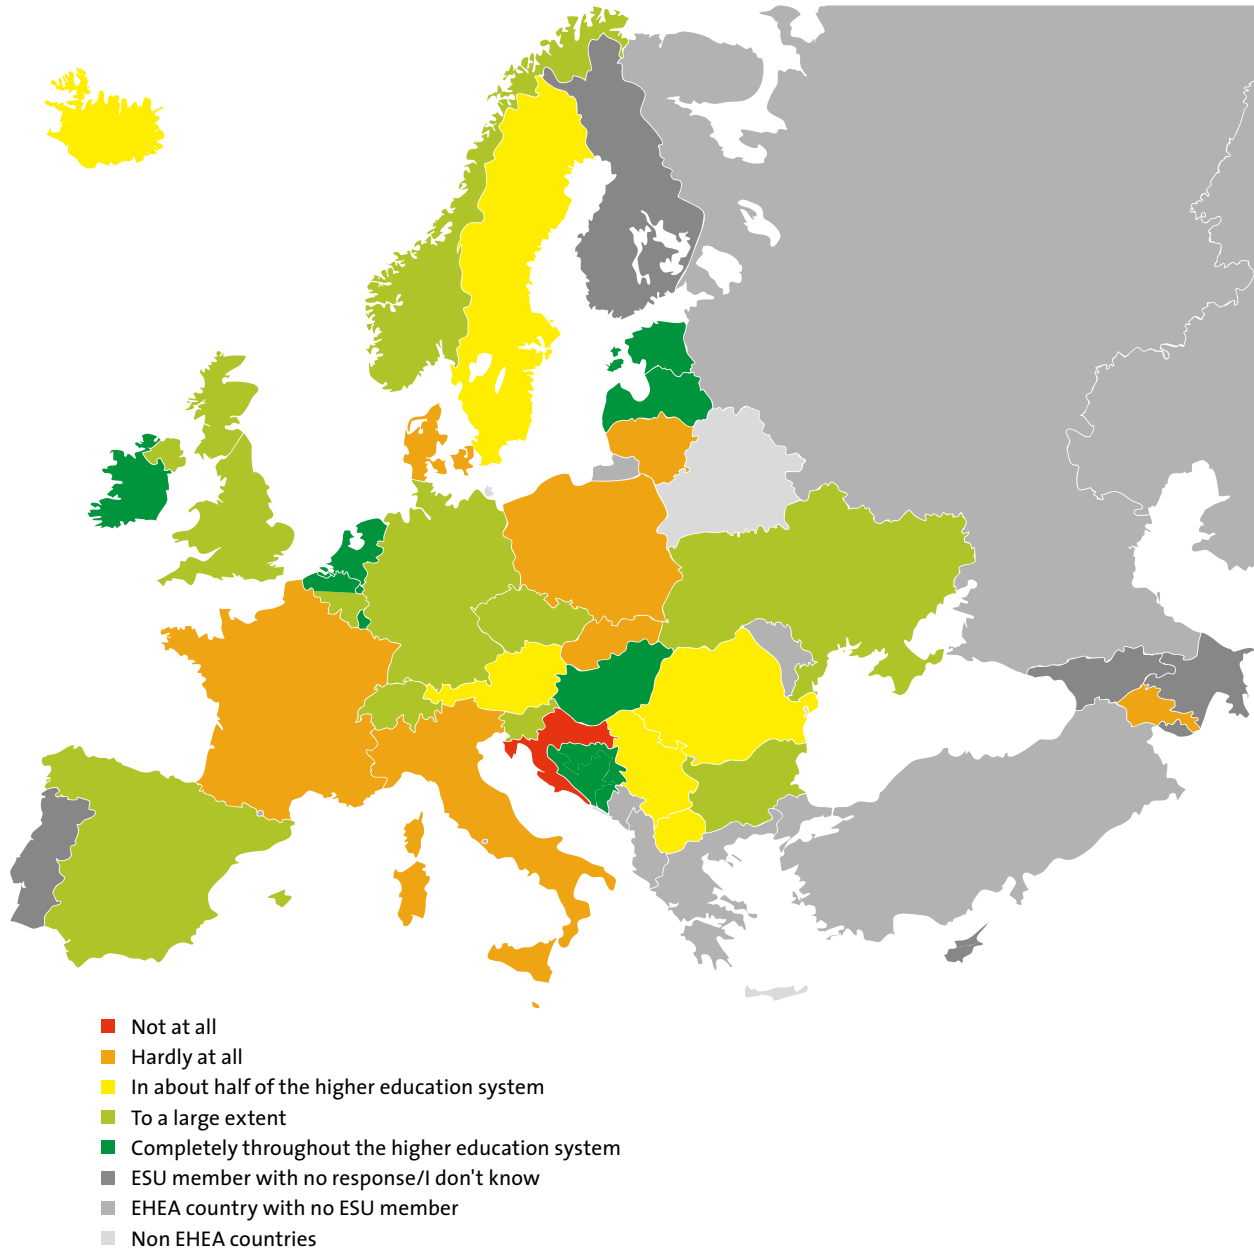 Not at all
Hardly at all
In about half of the higher education system
To a large extent
Completely throughout the higher education system
ESU member with no response/I don't know
EHEA country with no ESU member
Non EHEA countries